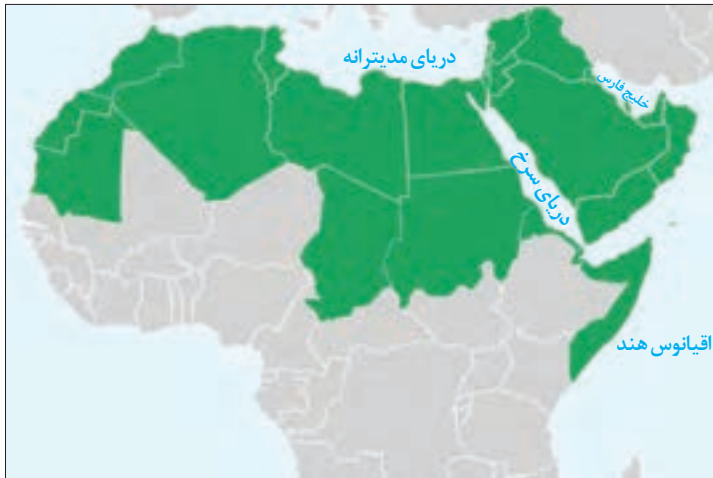 دریای مدیترانه
خلیج فارس
دریای سرخ
اقیانوس هند